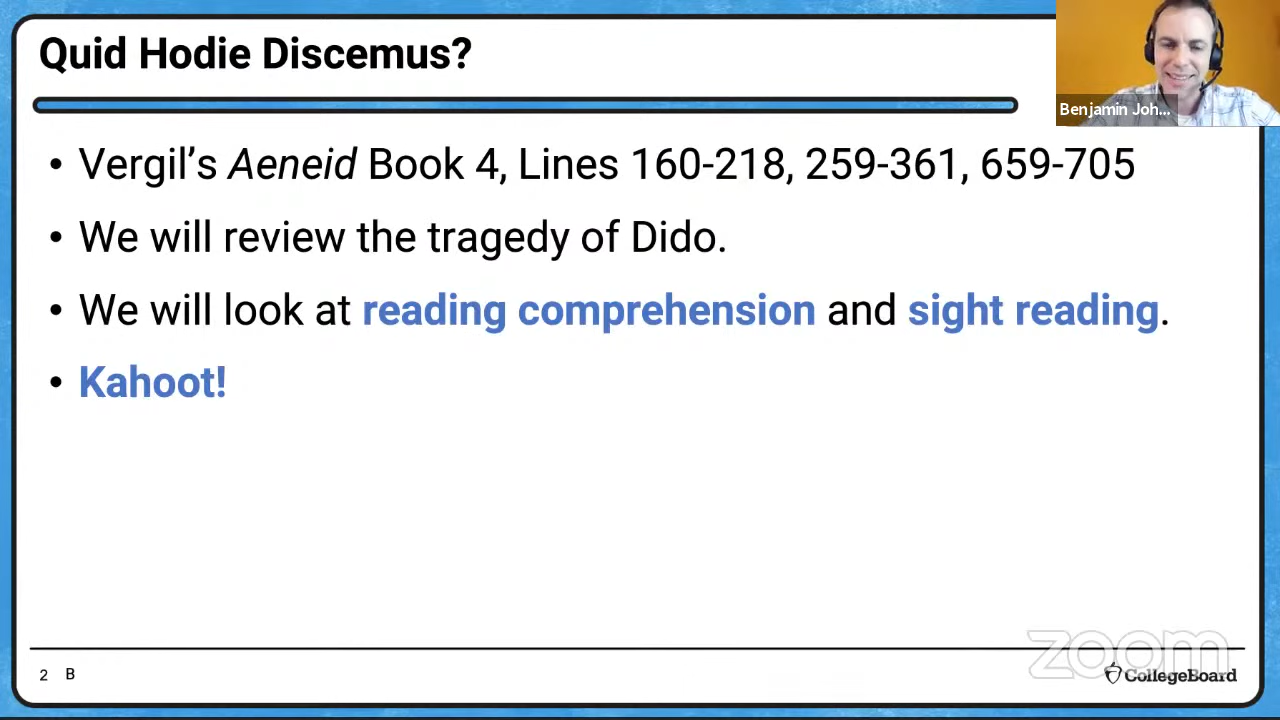 Quid Hodie Discemus?
Benjamin Joh...
• Vergil's Aeneid Book 4, Lines 160-218, 259-361, 659-705
• We will review the tragedy of Dido.
• We will look at reading comprehension and sight reading.
• Kahoot!
zoom
2 B
CollegeBoard